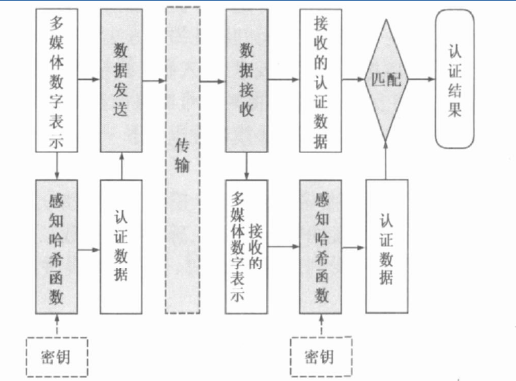 多媒体数字表示
数据发送
传输
数据接收
接收的认证数据
匹配
认证结果
感知哈希函数
认证数据
接收的
多媒体数字表示
感知哈希函数
认证数据
密钥
密钥